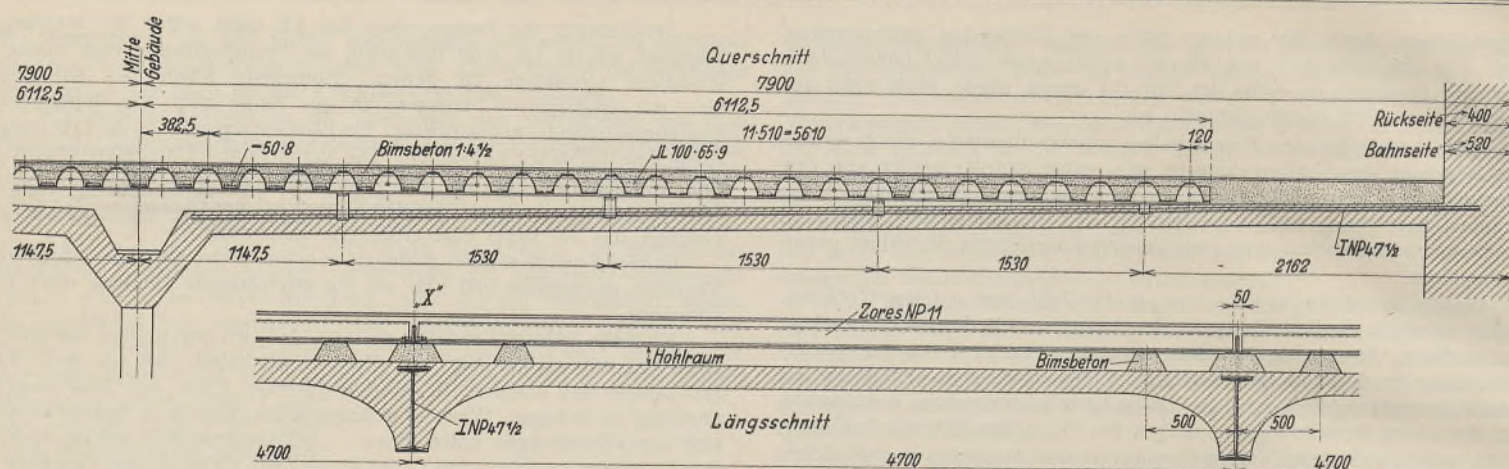 Mitte
Gebäude
Querschnitt
7900
7900
6112,5
6112,5
382,5
11·510=5610
120
Rückseite
~400
Bahnseite
~520
-50·8
Bimsbeton 1:4½
JL 100·65·9
1147,5
1147,5
1530
1530
1530
2162
INP47½
„X”
50
Zores NP 11
Hohlraum
Bimsbeton
INP47½
Längsschnitt
500
500
4700
4700
4700